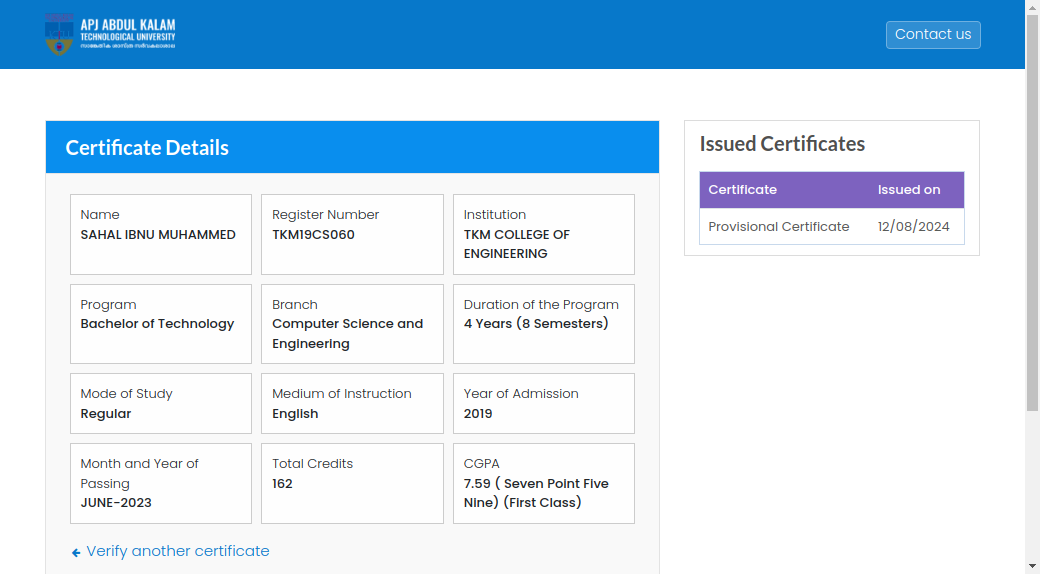 APJ ABDUL KALAM
TECHNOLOGICAL UNIVERSITY
സാങ്കേതിക ശാസ്ത്ര സർവകലാശാല
Contact us
Certificate Details
Name
SAHAL IBNU MUHAMMED
Register Number
TKM19CS060
Institution
TKM COLLEGE OF
ENGINEERING
Program
Bachelor of Technology
Branch
Computer Science and
Engineering
Duration of the Program
4 Years (8 Semesters)
Mode of Study
Regular
Medium of Instruction
English
Year of Admission
2019
Month and Year of
Passing
JUNE-2023
Total Credits
162
CGPA
7.59 ( Seven Point Five
Nine) (First Class)
Verify another certificate
Issued Certificates
Certificate Issued on
Provisional Certificate 12/08/2024